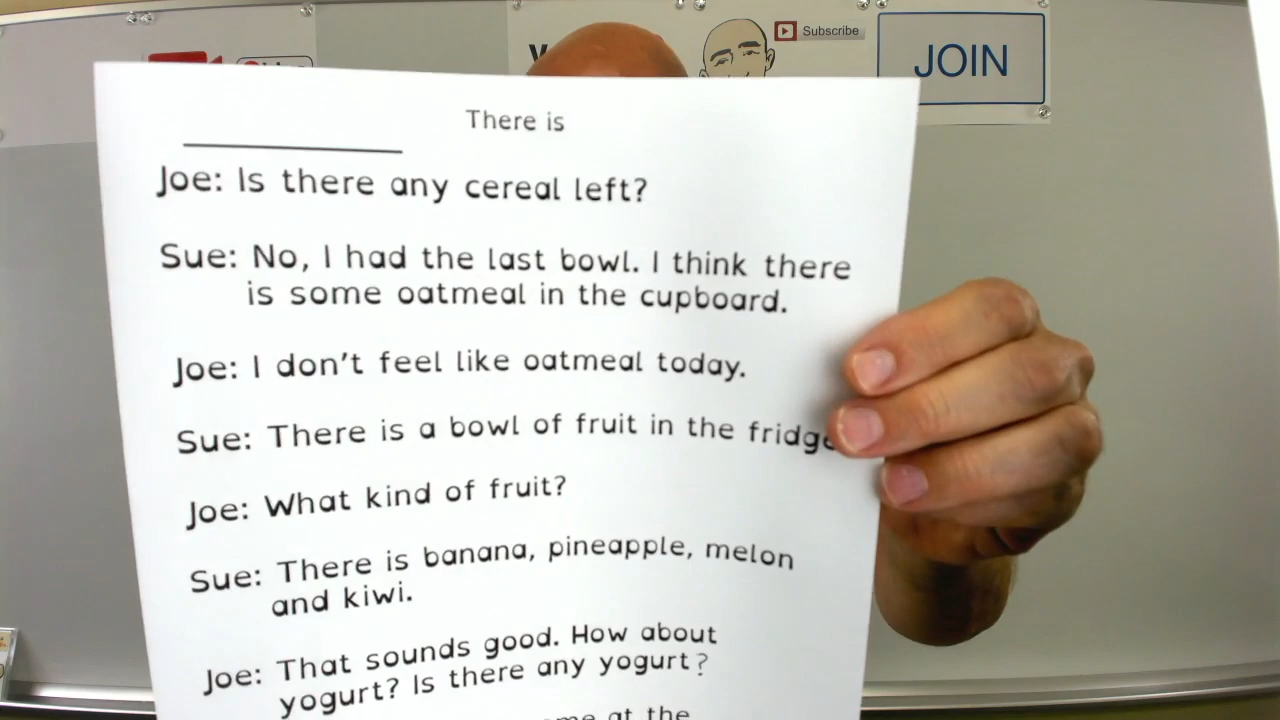 Subscribe
JOIN
There is
Joe: Is there any cereal left?
Sue: No, I had the last bowl. I think there
is some oatmeal in the cupboard.
Joe: I don't feel like oatmeal today.
Sue: There is a bowl of fruit in the fridge
Joe: What kind of fruit?
Sue: There is banana, pineapple, melon
and kiwi.
Joe: That sounds good. How about
yogurt? Is there any yogurt?
at the